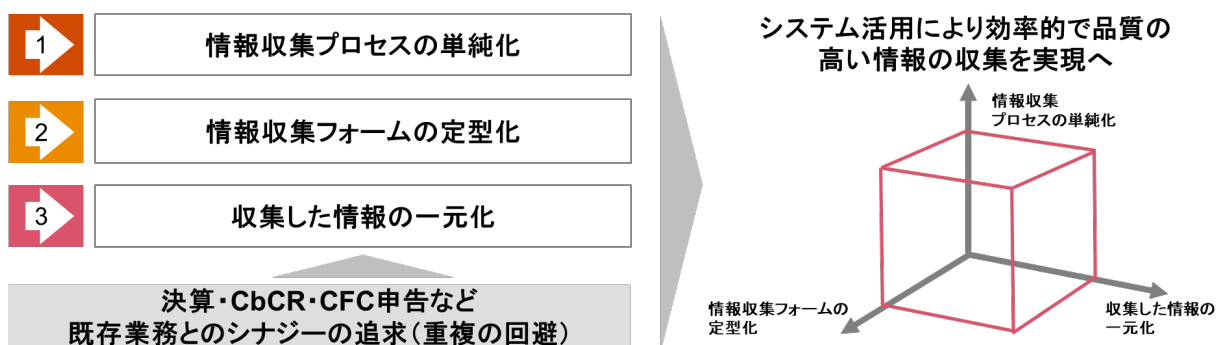 1
情報収集プロセスの単純化
2
情報収集フォームの定型化
3
収集した情報の一元化
決算・CbCR・CFC申告など
既存業務とのシナジーの追求（重複の回避）
システム活用により効率的で品質の
高い情報の収集を実現へ
情報収集
プロセスの単純化
情報収集フォームの
定型化
収集した情報の
一元化